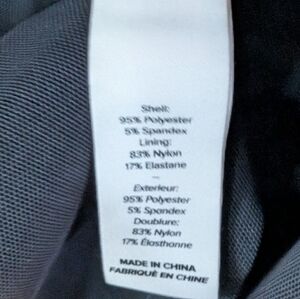 Shell:
95% Polyester
5% Spandex
Lining:
83% Nylon
17% Elastane
–
Exterieur:
95% Polyester
5% Spandex
Doublure:
83% Nylon
17% Élasthonne
MADE IN CHINA
FABRIQUÉ EN CHINE